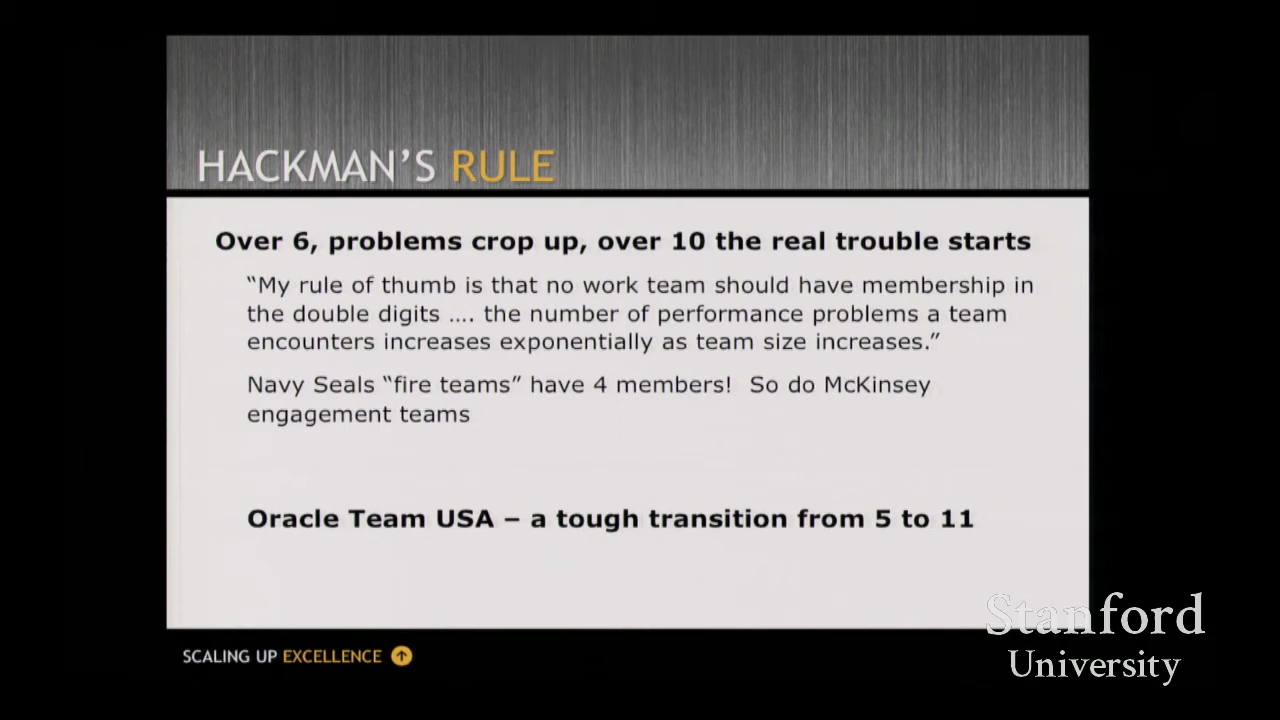 HACKMAN'S RULE
Over 6, problems crop up, over 10 the real trouble starts
“My rule of thumb is that no work team should have membership in
the double digits …. the number of performance problems a team
encounters increases exponentially as team size increases.”
Navy Seals “fire teams” have 4 members!  So do McKinsey
engagement teams
Oracle Team USA – a tough transition from 5 to 11
SCALING UP EXCELLENCE
Stanford
University